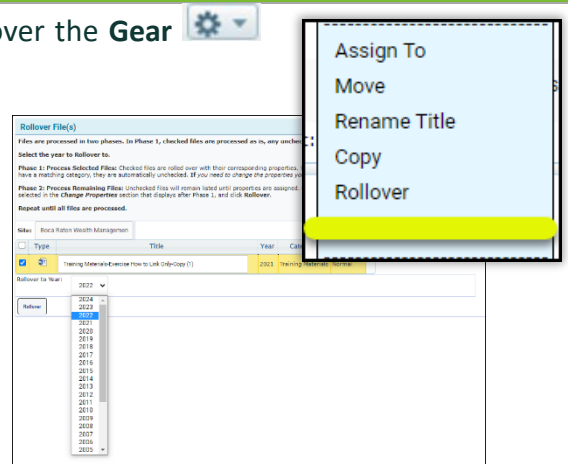 over the Gear
Assign To
Move
Rename Title
Copy
Rollover
Rollover File(s)
Files are processed in two phases. In Phase 1, checked files are processed as is, any unchec
Select the year to Rollover to.
Phase 1: Process Selected Files: Checked files are rolled over with their corresponding properties.
have a matching category, they are automatically unchecked. If you need to change the properties yo
Phase 2: Process Remaining Files: Unchecked files will remain listed until properties are assigned.
selected in the Change Properties section that displays after Phase 1, and click Rollover.
Repeat until all files are processed.
Site: Boca Raton Wealth Managemen
Type Title Year Cat
Training Materials-Exercise How to Link Only-Copy (1) 2021 Training Materials Normal
Rollover to Year: 2022
Rollover
2024
2023
2022
2021
2020
2019
2018
2017
2016
2015
2014
2013
2012
2011
2010
2009
2008
2007
2006
2005